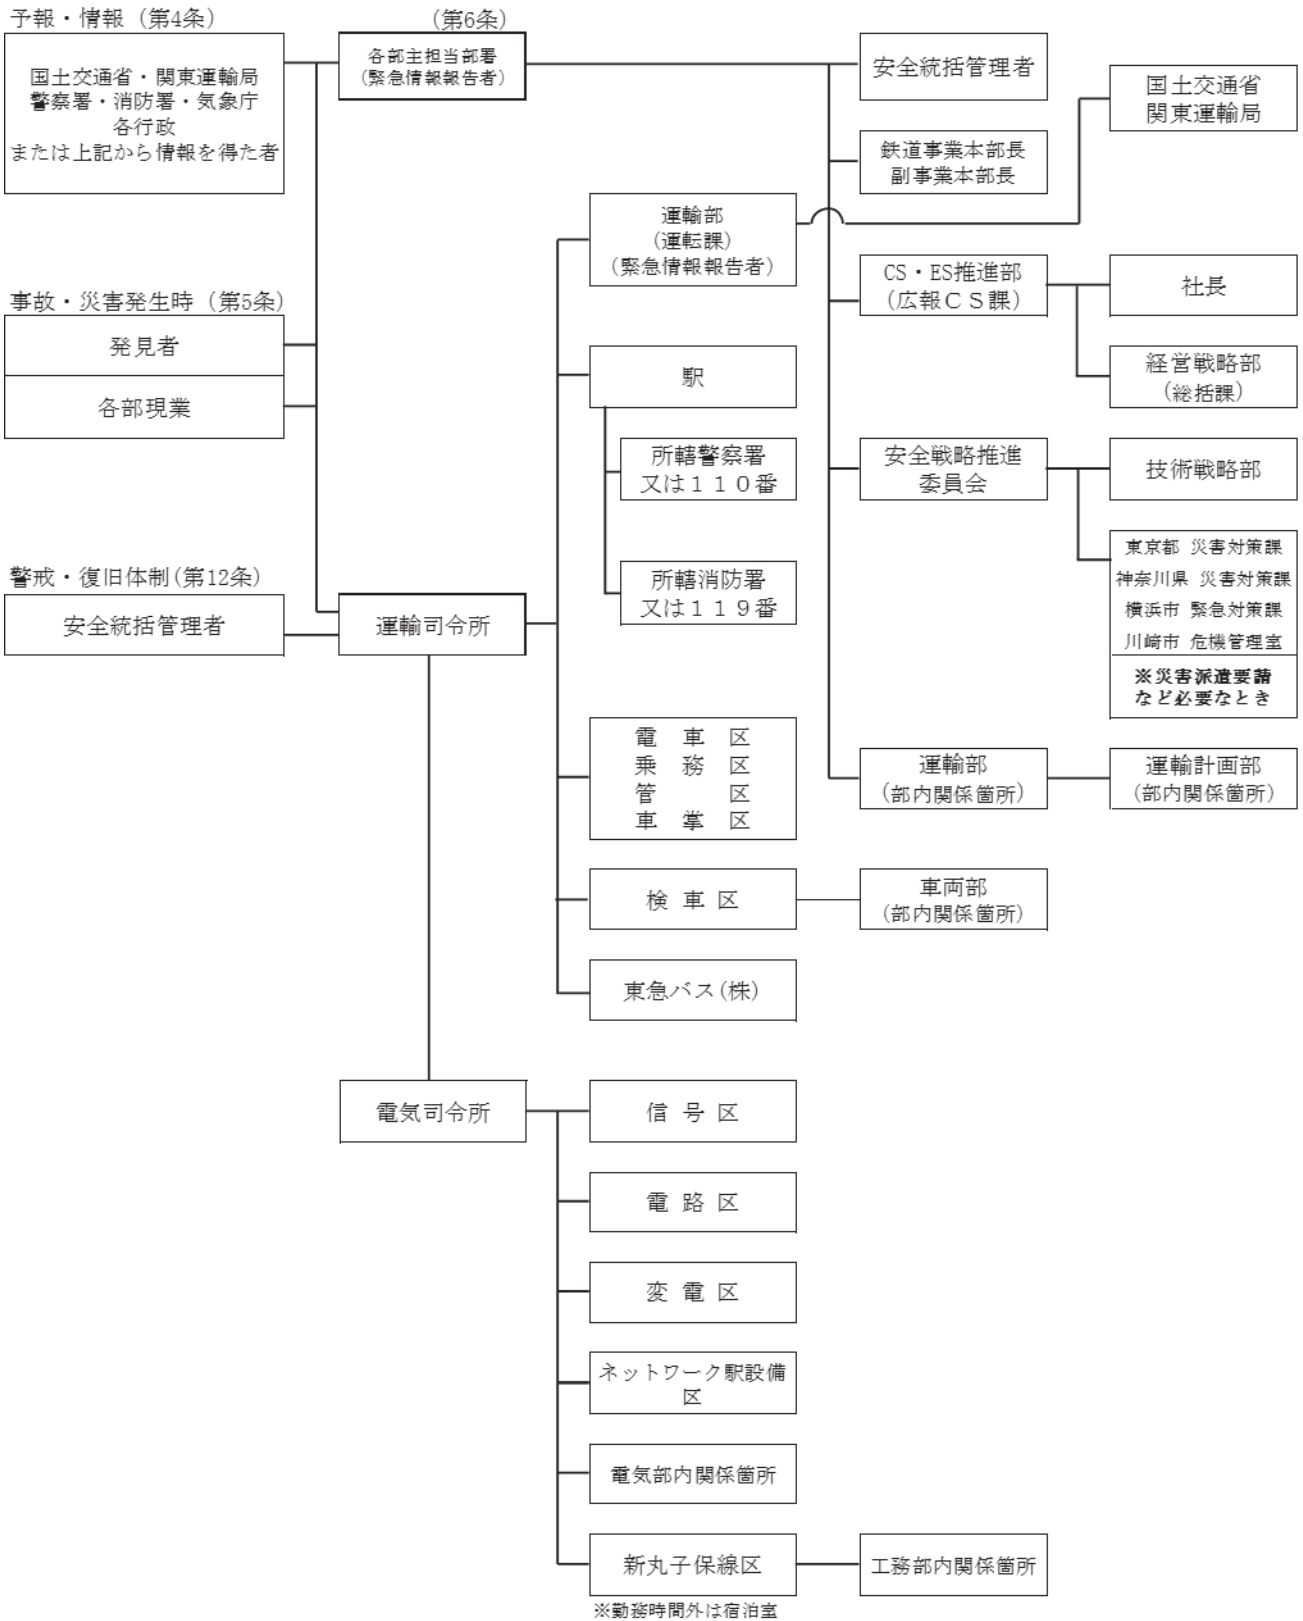 予報・情報（第4条）
国土交通省・関東運輸局
警察署・消防署・気象庁
各行政
または上記から情報を得た者
（第6条）
各部主担当部署
（緊急情報報告者）
安全統括管理者
国土交通省
関東運輸局
鉄道事業本部長
副事業本部長
運輸部
（運転課）
（緊急情報報告者）
CS・ES推進部
（広報ＣＳ課）
社長
事故・災害発生時（第5条）
発見者
各部現業
駅
経営戦略部
（総括課）
所轄警察署
又は１１０番
安全戦略推進
委員会
技術戦略部
所轄消防署
又は１１９番
東京都 災害対策課
神奈川県 災害対策課
横浜市 緊急対策課
川崎市 危機管理室
※災害派遣要請
など必要なとき
警戒・復旧体制(第12条）
安全統括管理者
運輸司令所
電 車 区
乗 務 区
管 区
車 掌 区
運輸部
（部内関係箇所）
運輸計画部
（部内関係箇所）
検 車 区
車両部
（部内関係箇所）
東急バス(株)
電気司令所
信 号 区
電 路 区
変 電 区
ネットワーク駅設備
区
電気部内関係箇所
新丸子保線区
工務部内関係箇所
※勤務時間外は宿泊室